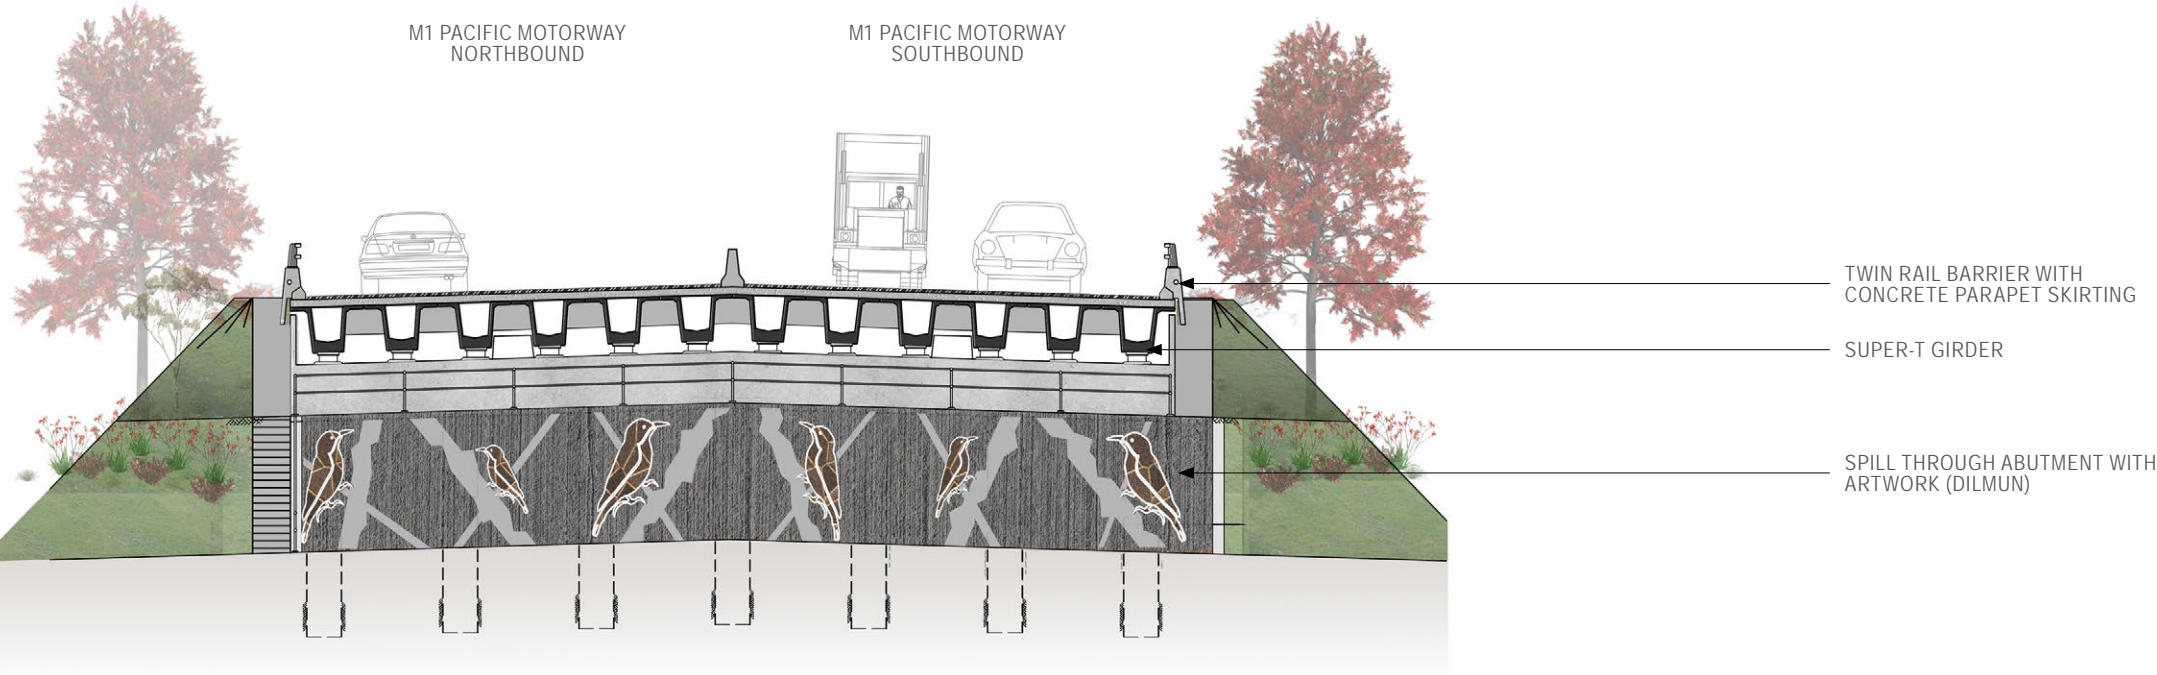 M1 PACIFIC MOTORWAY
NORTHBOUND
M1 PACIFIC MOTORWAY
SOUTHBOUND
TWIN RAIL BARRIER WITH
CONCRETE PARAPET SKIRTING
SUPER-T GIRDER
SPILL THROUGH ABUTMENT WITH
ARTWORK (DILMUN)